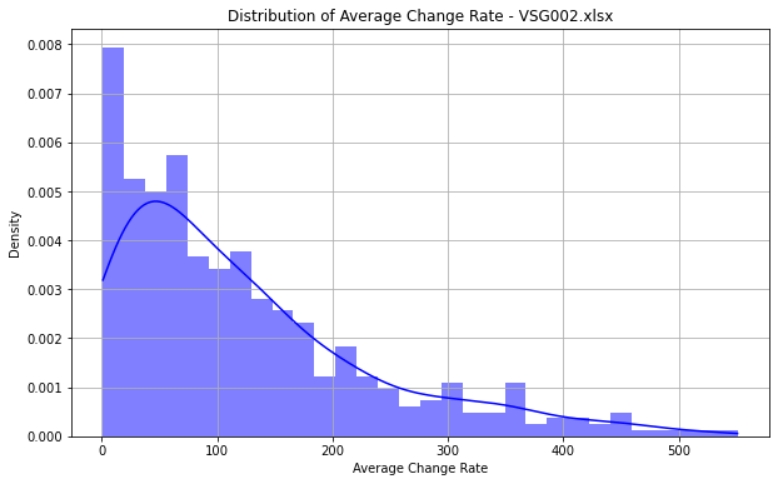 Distribution of Average Change Rate - VSG002.xlsx
0.008
0.007
0.006
0.005
0.004
0.003
0.002
0.001
0.000
Density
0 100 200 300 400 500
Average Change Rate